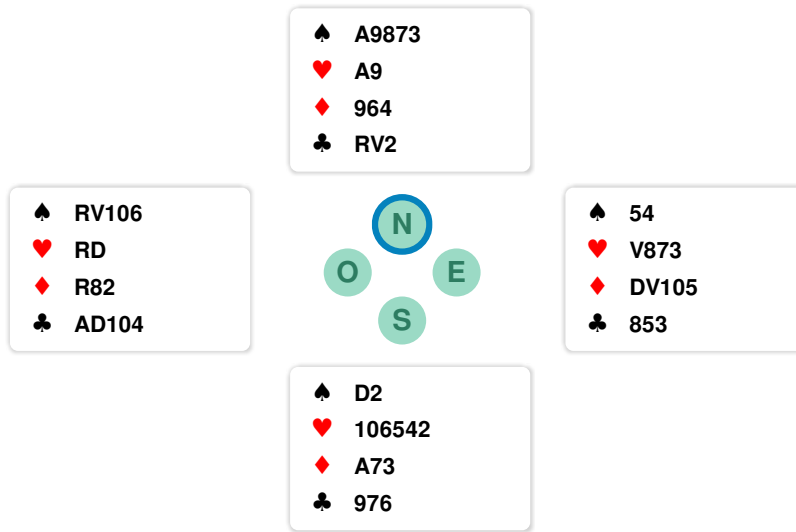 ♠ A9873
♥ A9
♦ 964
♣ RV2
♠ RV106
♥ RD
♦ R82
♣ AD104
N
O E
S
♠ 54
♥ V873
♦ DV105
♣ 853
♠ D2
♥ 106542
♦ A73
♣ 976